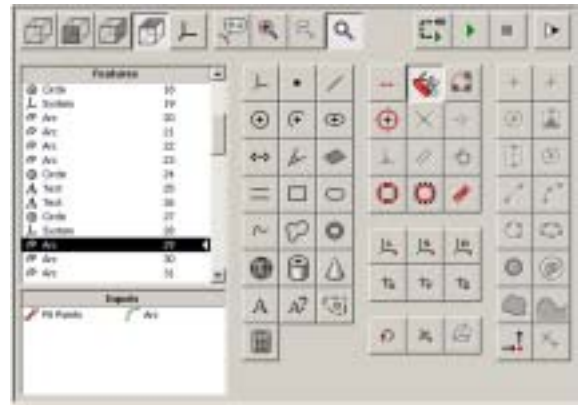 Features
Circle 18
System 19
Arc 20
Arc 21
Arc 22
Arc 23
Circle 24
Text 25
Text 26
Circle 27
System 28
Arc 29
Arc 30
Arc 31
Inputs
Fit Points Arc